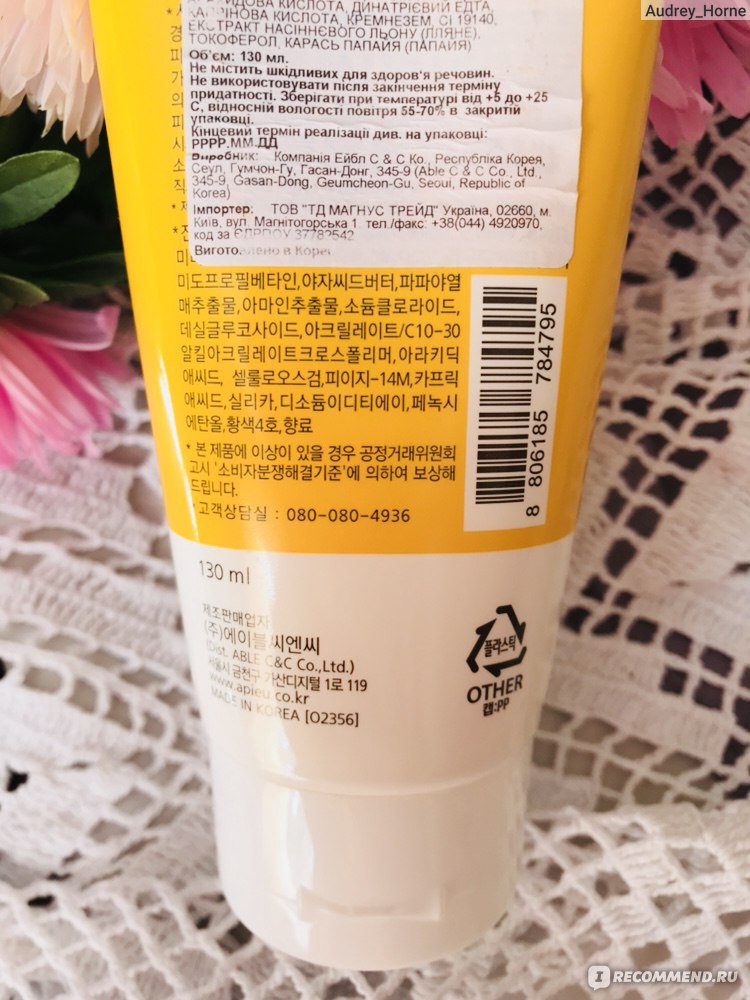 Audrey_Horne
КИСЛОТА, ДИНАТРІЄВИЙ ЕДТА,
КИСЛОТА, КРЕМНЕЗЕМ, CI 19140,
ЕКСТРАКТ НАСІННЄВОГО ЛЬОНУ (ЛЛЯНЕ),
ТОКОФЕРОЛ, КАРАСЬ ПАПАЙЯ (ПАПАЙЯ)
Об'єм: 130 мл.
Не містить шкідливих для здоров'я речовин.
Не використовувати після закінчення терміну
придатності. Зберігати при температурі від +5 до +25
С, відносній вологості повітря 55-70% в закритій
упаковці.
Кінцевий термін реалізації див. на упаковці:
РРРР.ММ.ДД
Виробник: Компанія Ейбл С & С Ко., Республіка Корея,
Сеул, Гумчон-Гу, Гасан-Донг, 345-9 (Able C & C Co., Ltd.,
345-9, Gasan-Dong, Geumcheon-Gu, Seoul, Republic of
Korea)
Імпортер: ТОВ "ТД МАГНУС ТРЕЙД" Україна, 02660, м.
Київ, вул. Магнітогорська 1 тел./факс: +38(044) 4920970,
код за ЄДРПОУ 37782542
Виготовлено в Кореї
미도프로필베타인,야자씨드버터,파파야열
매추출물,아마인추출물,소듐클로라이드,
데실글루코사이드,아크릴레이트/C10-30
알킬아크릴레이트크로스폴리머,아라키딕
애씨드, 셀룰로오스검,피이지-14M,카프릭
애씨드,실리카,디소듐이디티에이,페녹시
에탄올,황색4호,향료
* 본 제품에 이상이 있을 경우 공정거래위원회
고시 '소비자분쟁해결기준'에 의하여 보상해
드립니다.
* 고객상담실 : 080-080-4936
8 806185 784795
130 ml
제조판매업자
(주)에이블씨엔씨
(Dist. ABLE C&C Co.,Ltd.)
서울시 금천구 가산디지털 1로 119
www.apieu.co.kr
MADE IN KOREA [O2356]
플라스틱
OTHER
캡:PP
I RECOMMEND.RU